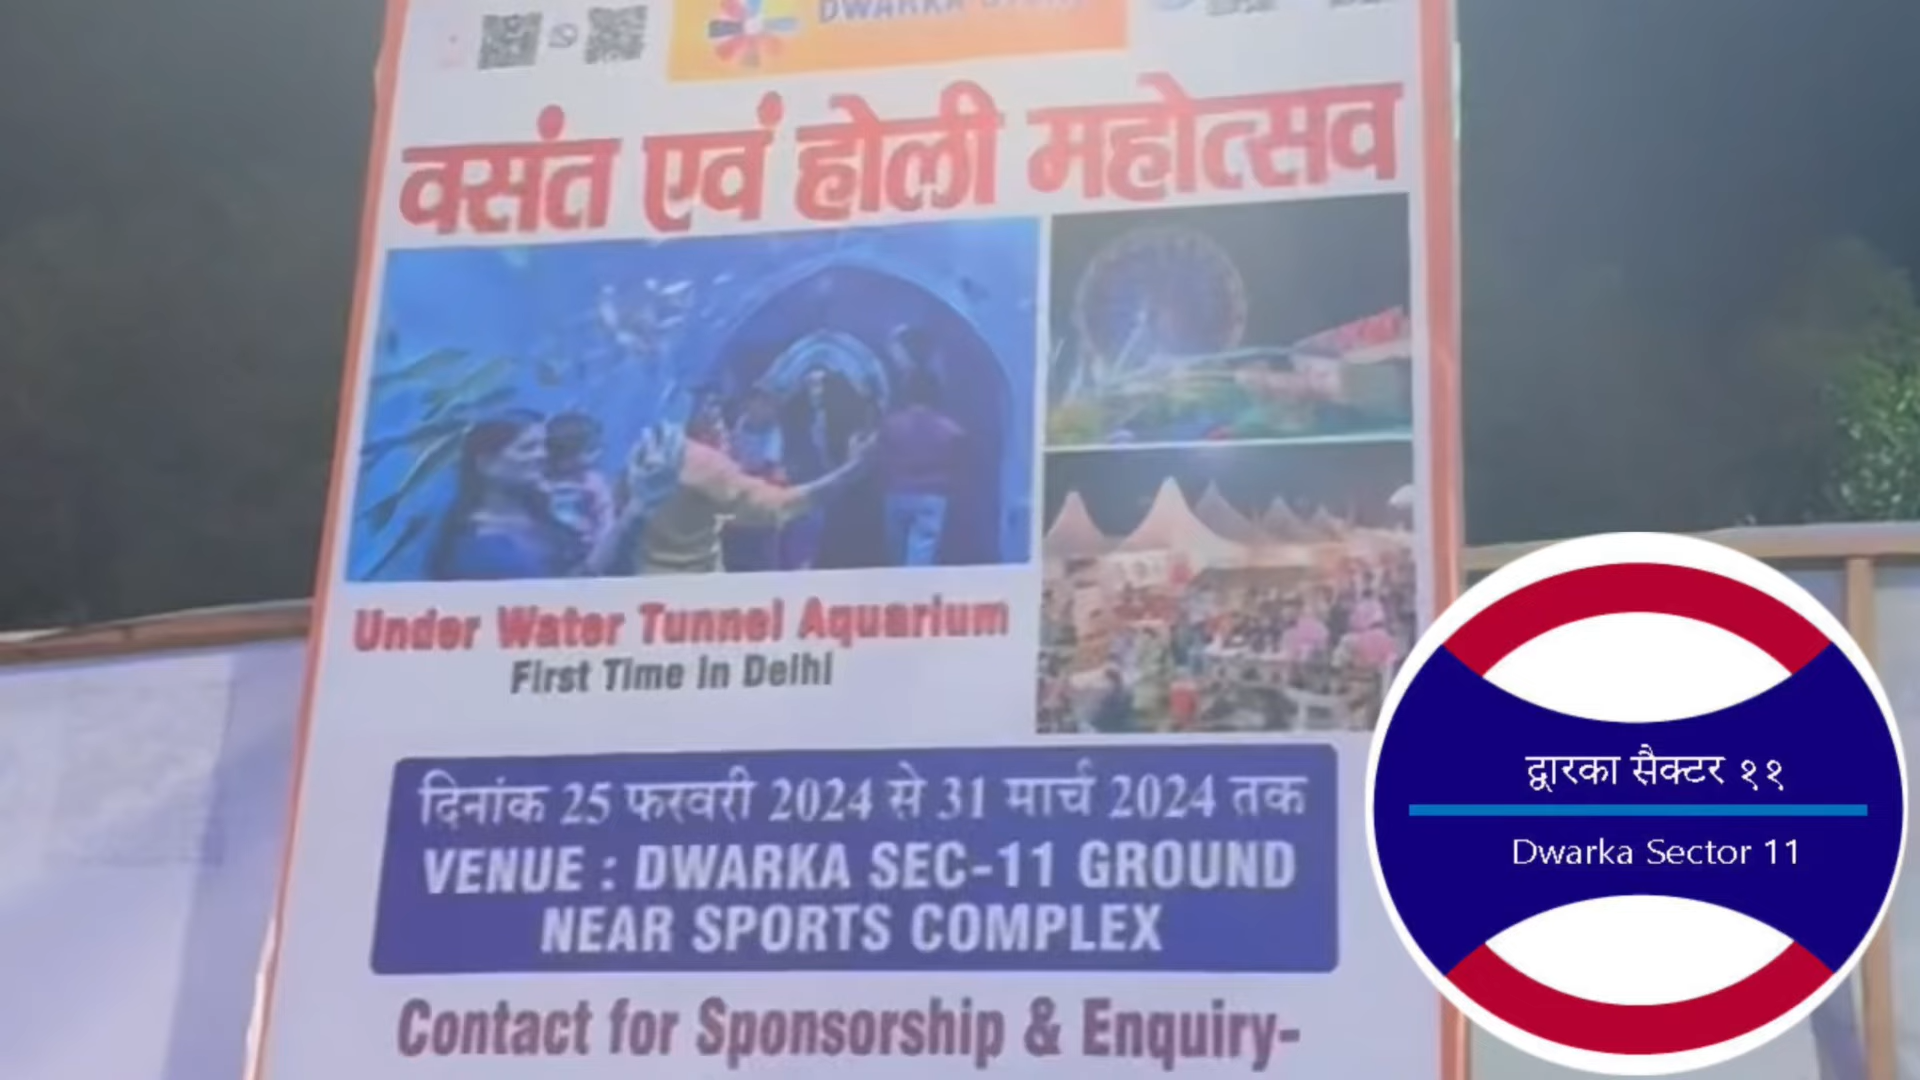 DWARKA
वसंत एवं होली महोत्सव
Under Water Tunnel Aquarium
First Time in Delhi
दिनांक 25 फरवरी 2024 से 31 मार्च 2024 तक
VENUE : DWARKA SEC-11 GROUND
NEAR SPORTS COMPLEX
Contact for Sponsorship & Enquiry-
द्वारका सैक्टर ११
Dwarka Sector 11